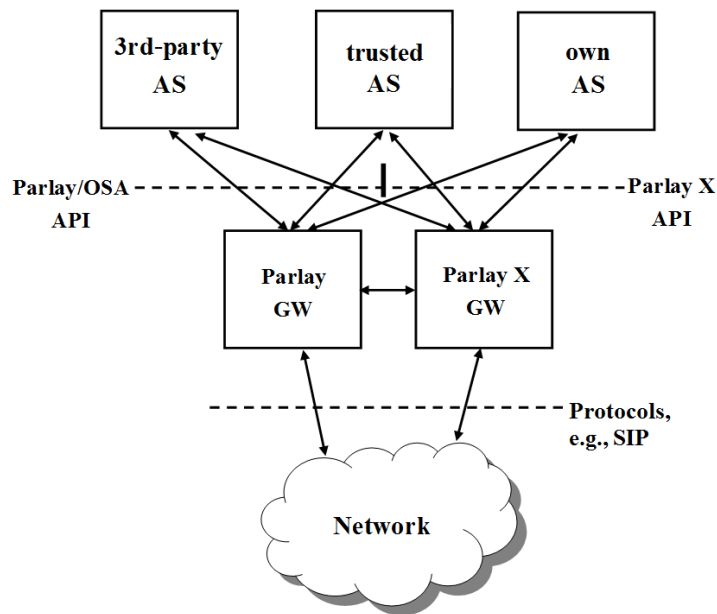 3rd-party
AS
trusted
AS
own
AS
Parlay/OSA
API
Parlay X
API
Parlay
GW
Parlay X
GW
Protocols,
e.g., SIP
Network